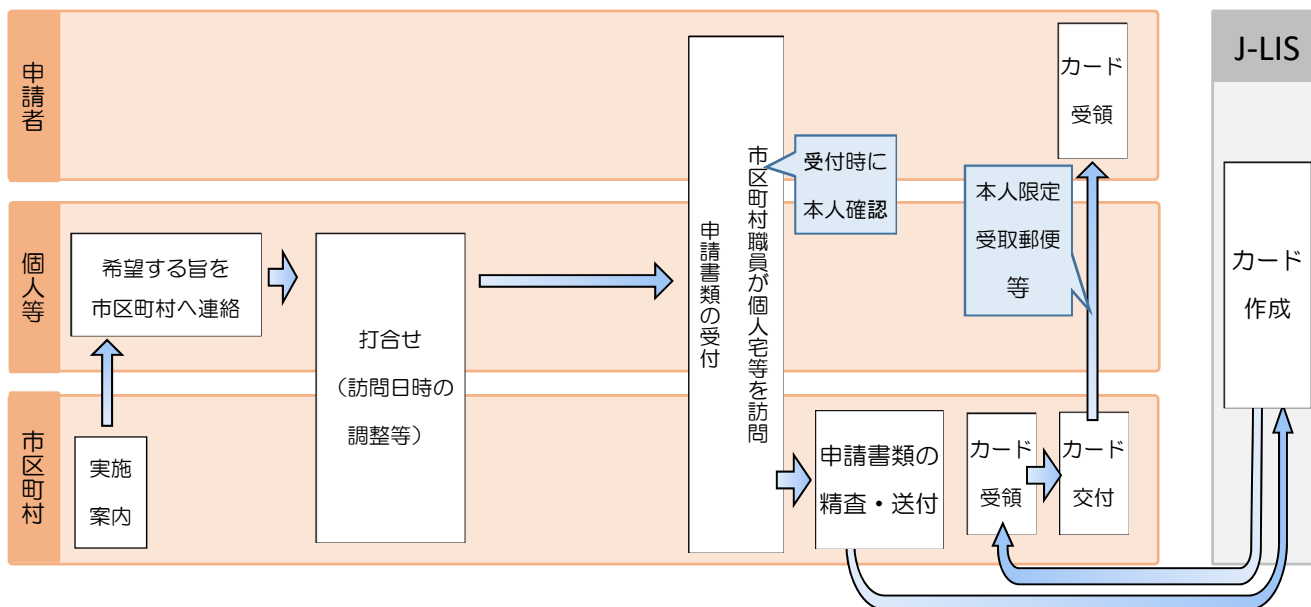 申請者
個人等
市区町村
実施
案内
希望する旨を
市区町村へ連絡
打合せ
（訪問日時の
調整等）
市区町村職員が個人宅等を訪問
申請書類の受付
受付時に
本人確認
申請書類の
精査・送付
カード
受領
カード
交付
本人限定
受取郵便
等
カード
受領
J-LIS
カード
作成